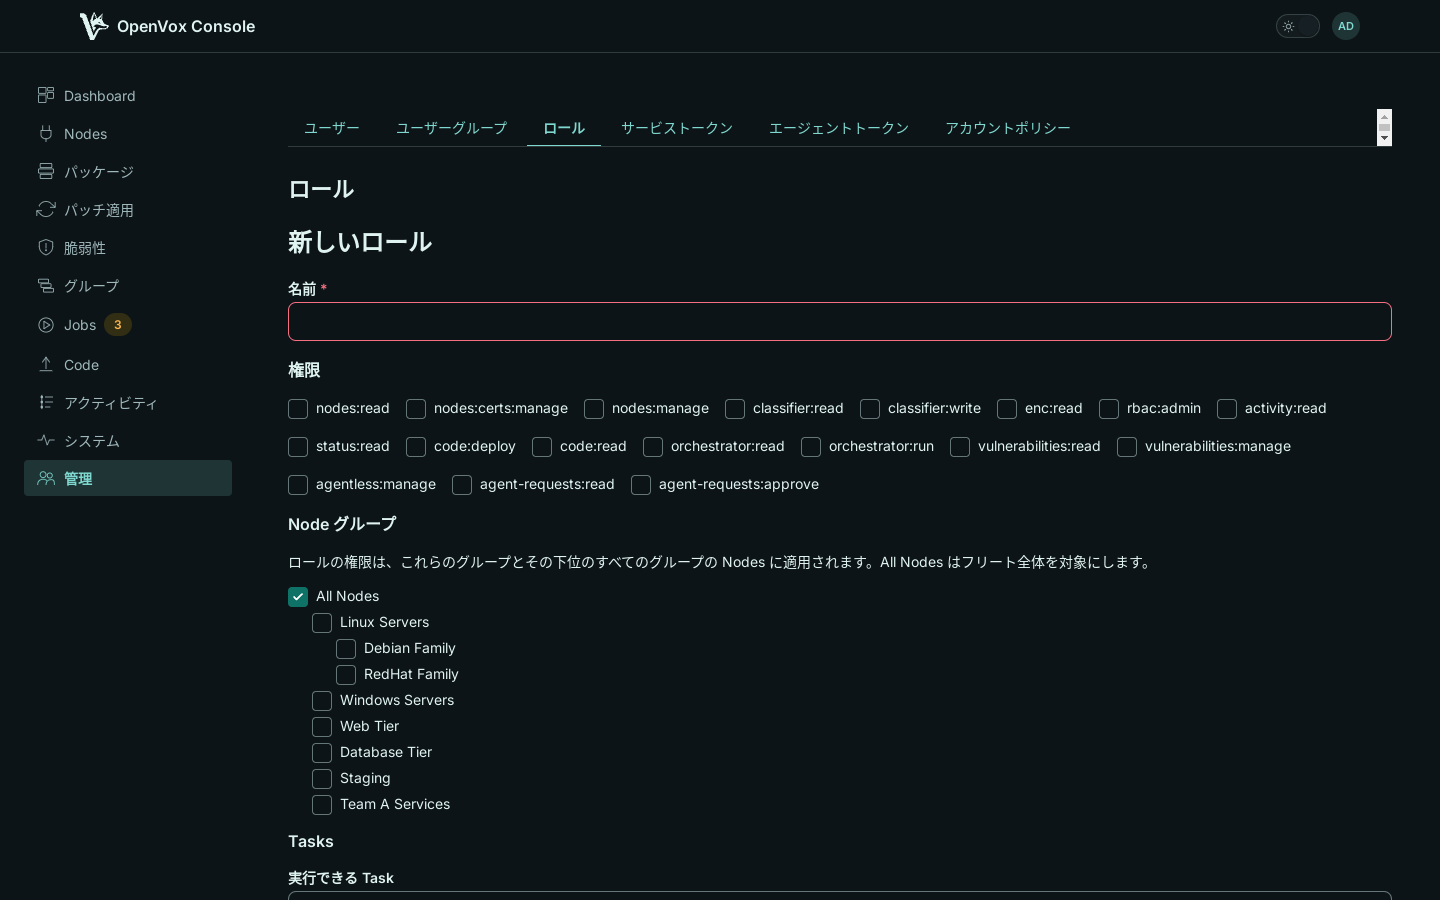 OpenVox Console
AD
Dashboard
Nodes
パッケージ
パッチ適用
脆弱性
グループ
Jobs 3
Code
アクティビティ
システム
管理
ユーザー ユーザーグループ ロール サービストークン エージェントトークン アカウントポリシー
ロール
新しいロール
名前 *
権限
nodes:read nodes:certs:manage nodes:manage classifier:read classifier:write enc:read rbac:admin activity:read
status:read code:deploy code:read orchestrator:read orchestrator:run vulnerabilities:read vulnerabilities:manage
agentless:manage agent-requests:read agent-requests:approve
Node グループ
ロールの権限は、これらのグループとその下位のすべてのグループの Nodes に適用されます。All Nodes はフリート全体を対象にします。
All Nodes
Linux Servers
Debian Family
RedHat Family
Windows Servers
Web Tier
Database Tier
Staging
Team A Services
Tasks
実行できる Task